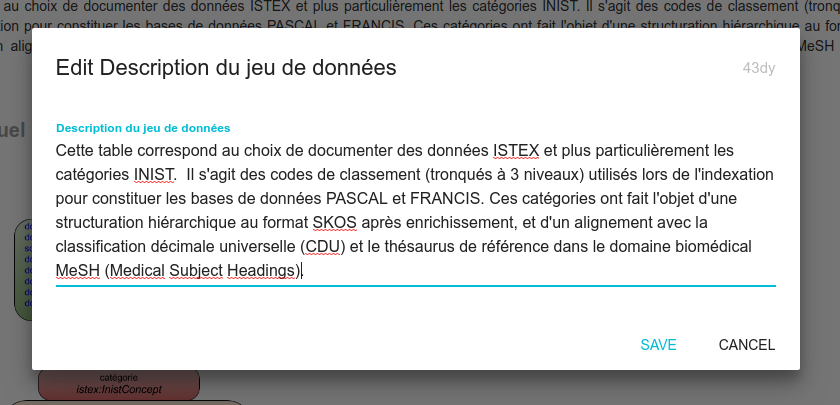 au choix de documenter des données ISTEX et plus particulièrement les catégories INIST. Il s'agit des codes de classement (tronq
ion pour constituer les bases de données PASCAL et FRANCIS. Ces catégories ont fait l'objet d'une structuration hiérarchique au for
n alig
MeSH
Edit Description du jeu de données
43dy
uel
Description du jeu de données
Cette table correspond au choix de documenter des données ISTEX et plus particulièrement les
catégories INIST.  Il s'agit des codes de classement (tronqués à 3 niveaux) utilisés lors de l'indexation
pour constituer les bases de données PASCAL et FRANCIS. Ces catégories ont fait l'objet d'une
structuration hiérarchique au format SKOS après enrichissement, et d'un alignement avec la
classification décimale universelle (CDU) et le thésaurus de référence dans le domaine biomédical
MeSH (Medical Subject Headings)
SAVE
CANCEL
catégorie
istex:InistConcept